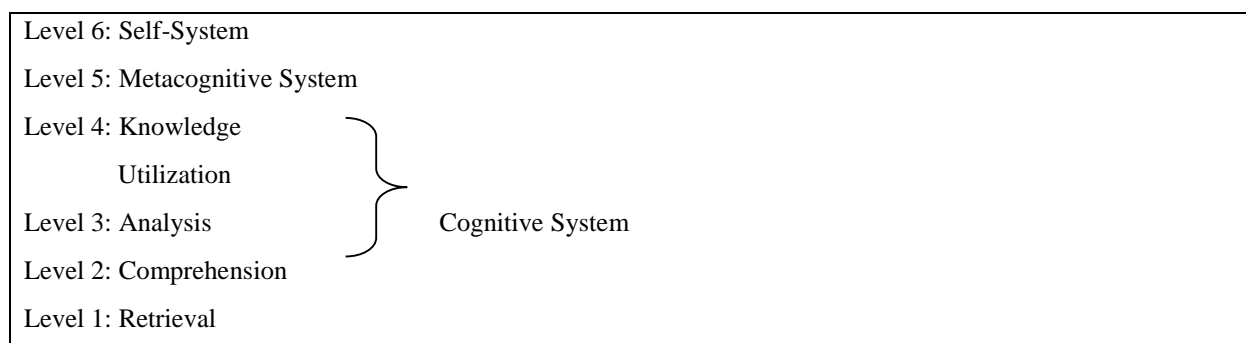 Level 6: Self-System
Level 5: Metacognitive System
Level 4: Knowledge
Utilization
Level 3: Analysis Cognitive System
Level 2: Comprehension
Level 1: Retrieval